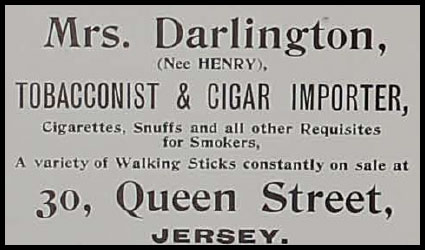 Mrs. Darlington,
(Nee HENRY),
TOBACCONIST & CIGAR IMPORTER,
Cigarettes, Snuffs and all other Requisites
for Smokers,
A variety of Walking Sticks constantly on sale at
30, Queen Street,
JERSEY.